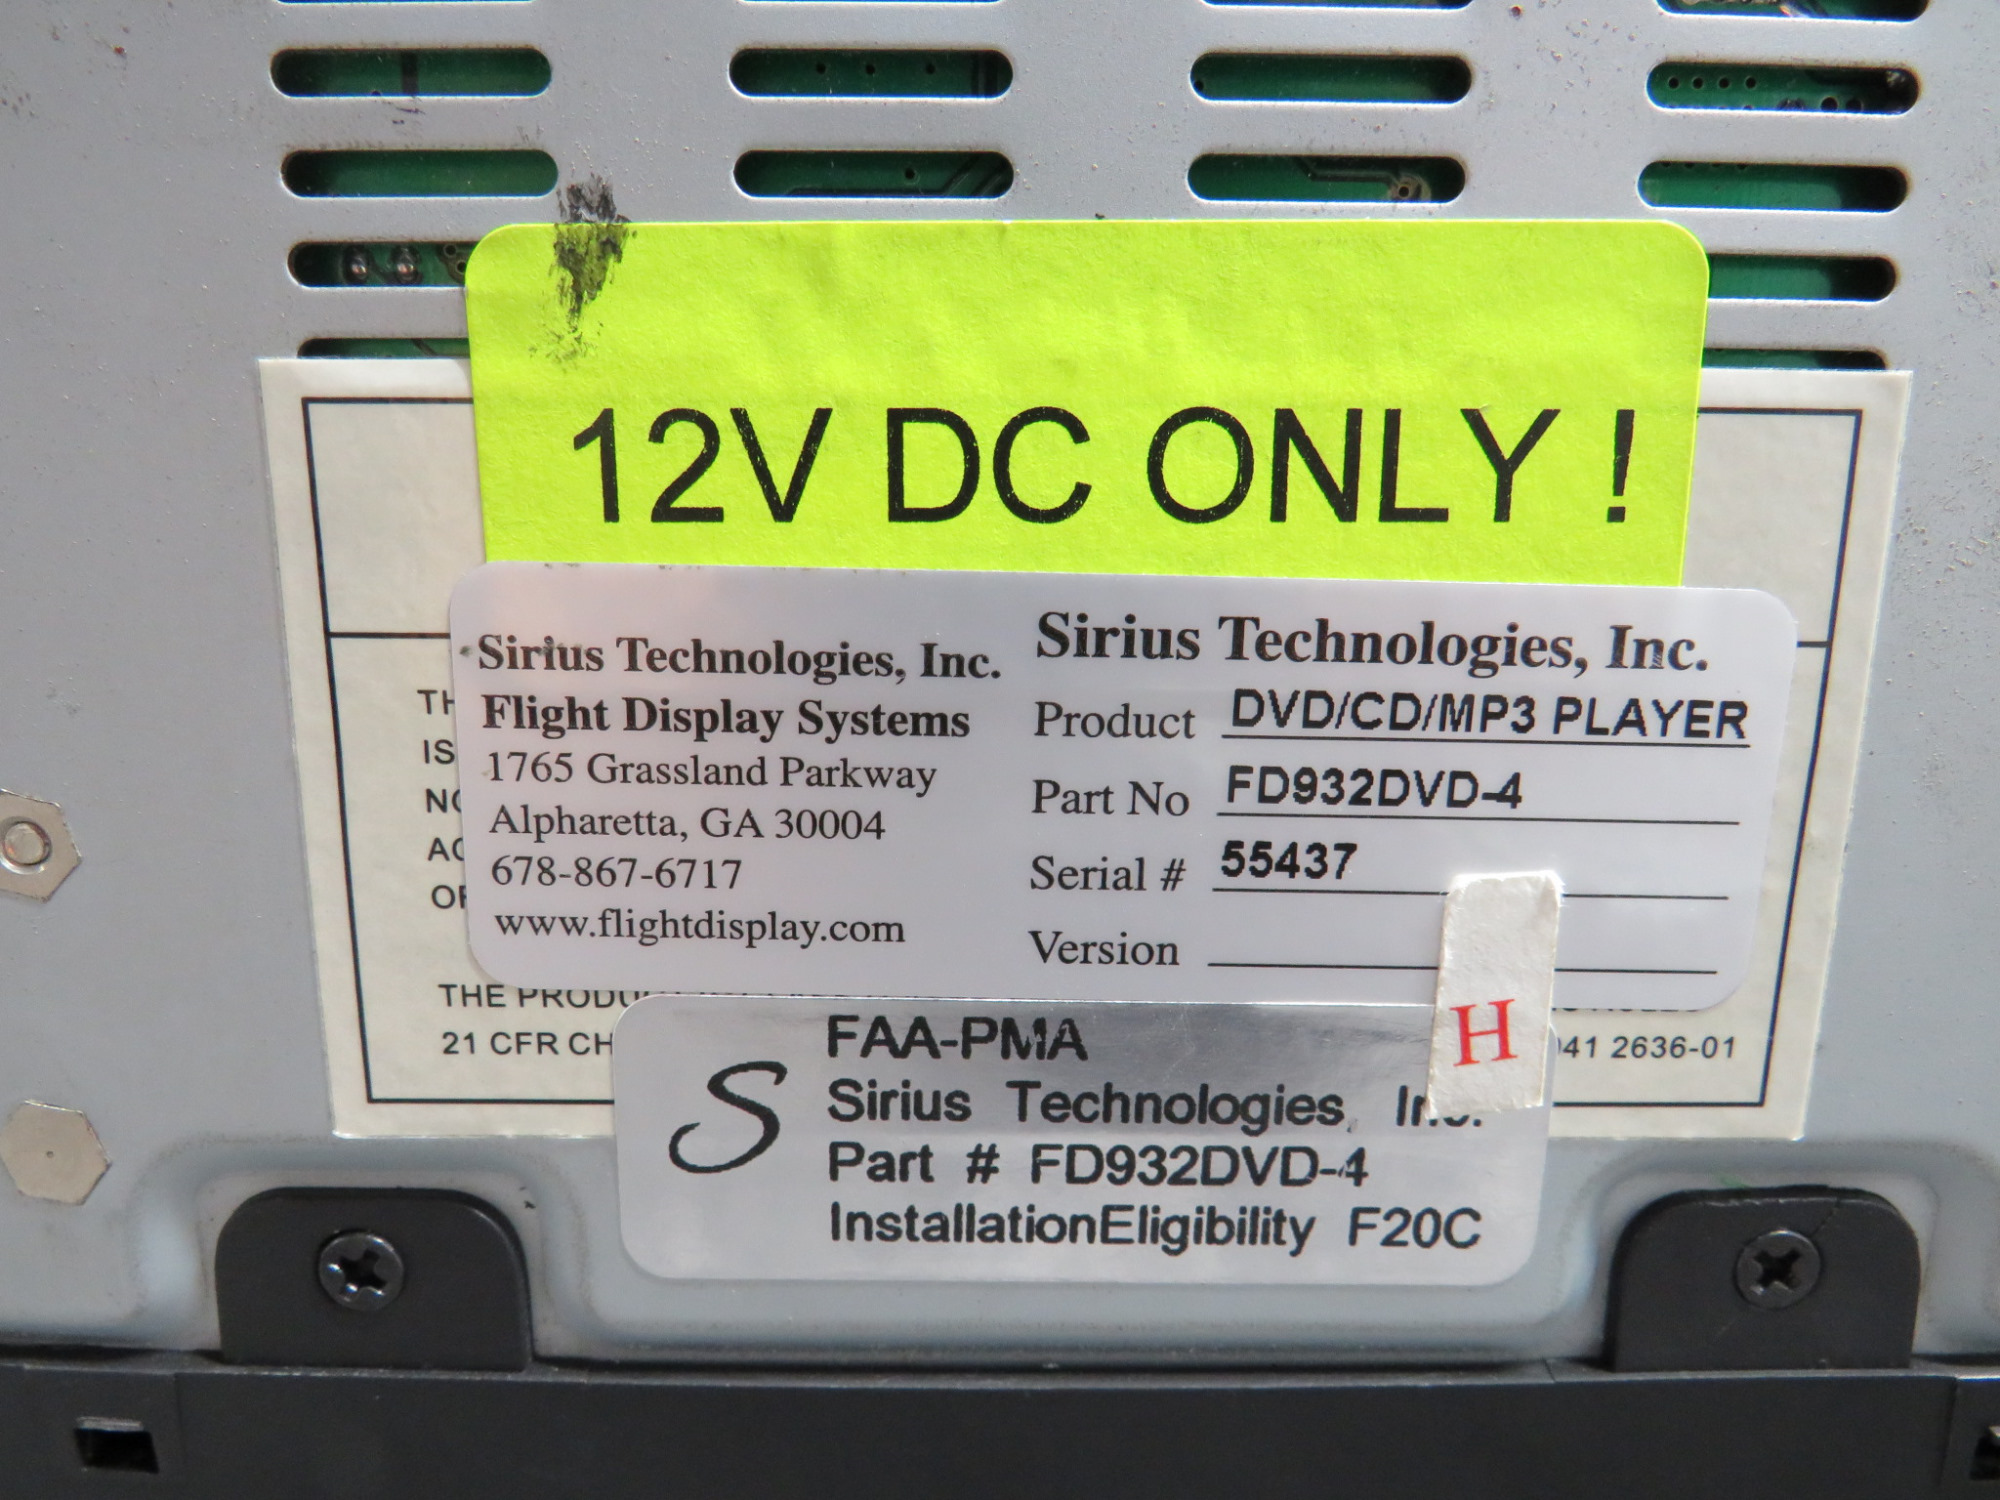 12V DC ONLY !
Sirius Technologies, Inc.
Flight Display Systems
1765 Grassland Parkway
Alpharetta, GA 30004
678-867-6717
www.flightdisplay.com
Sirius Technologies, Inc.
Product DVD/CD/MP3 PLAYER
Part No FD932DVD-4
Serial # 55437
Version
H
THE
21 CFR
2636-01
S
FAA-PMA
Sirius Technologies, Inc.
Part # FD932DVD-4
InstallationEligibility F20C